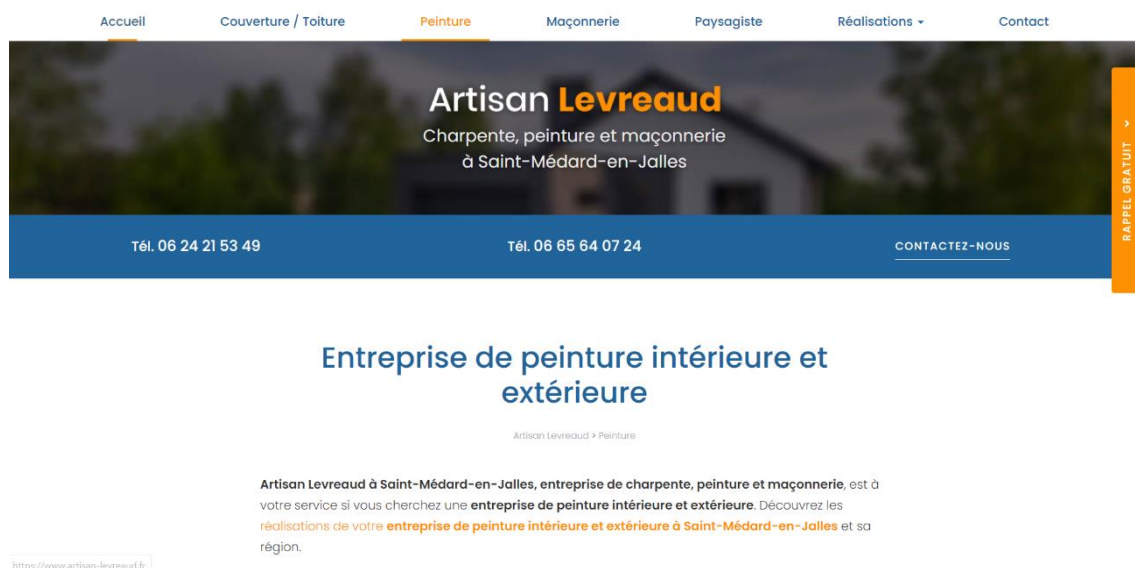 Accueil
Couverture / Toiture
Peinture
Maçonnerie
Paysagiste
Réalisations
Contact
Artisan Levreaud
Charpente, peinture et maçonnerie
à Saint-Médard-en-Jalles
RAPPEL GRATUIT
Tél. 06 24 21 53 49
Tél. 06 65 64 07 24
CONTACTEZ-NOUS
Entreprise de peinture intérieure et
extérieure
Artisan Levreaud > Peinture
Artisan Levreaud à Saint-Médard-en-Jalles, entreprise de charpente, peinture et maçonnerie, est à
votre service si vous cherchez une entreprise de peinture intérieure et extérieure. Découvrez les
réalisations de votre entreprise de peinture intérieure et extérieure à Saint-Médard-en-Jalles et sa
région.
https://www.artisan-levreaud.fr